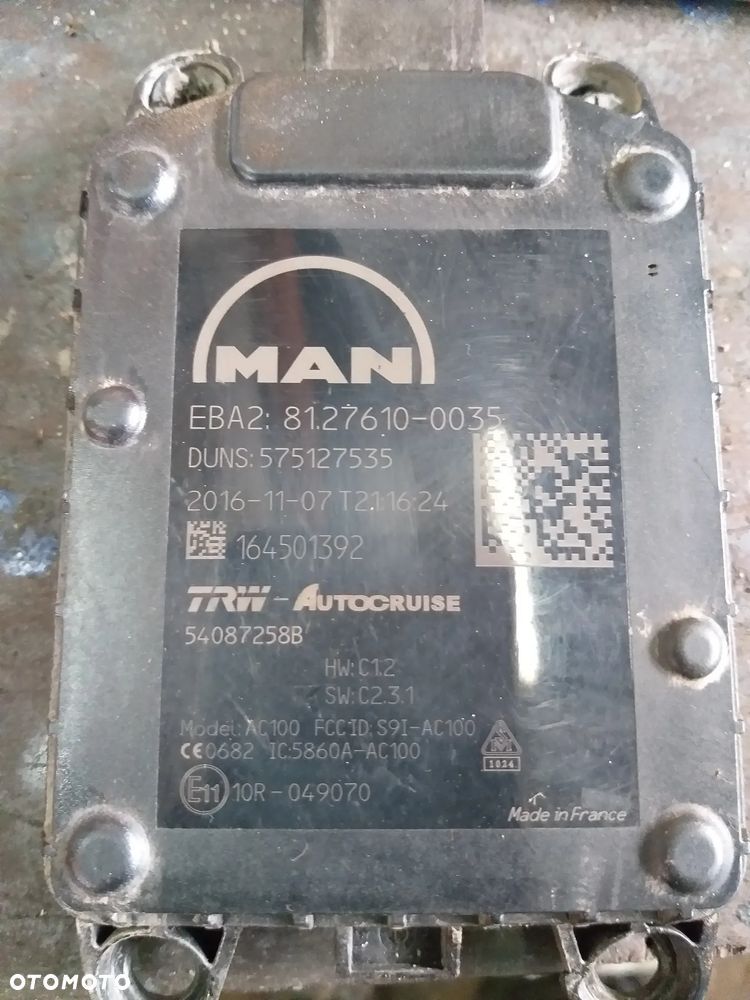 MAN
EBA2: 81.27610-0035
DUNS: 575127535
2016-11-07 T21:16:24
164501392
TRW - AUTOCRUISE
54087258B
HW: C1.2
SW: C2.3.1
Model: AC100 FCC ID: S9I-AC100
CE0682 IC:5860A-AC100
1024
E11 10R - 049070
Made in France
OTOMOTO